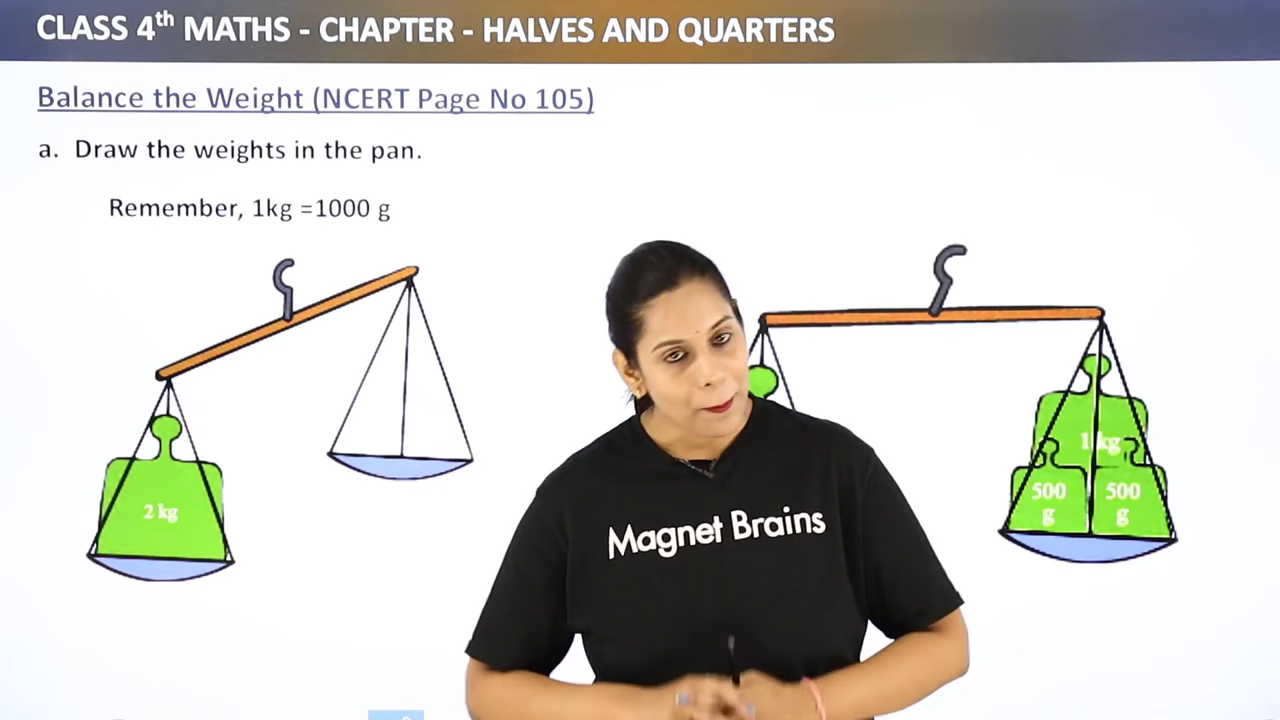 CLASS 4th MATHS - CHAPTER - HALVES AND QUARTERS
Balance the Weight (NCERT Page No 105)
a. Draw the weights in the pan.
Remember, 1kg =1000 g
2 kg
1 kg
500
g
500
g
Magnet Brains